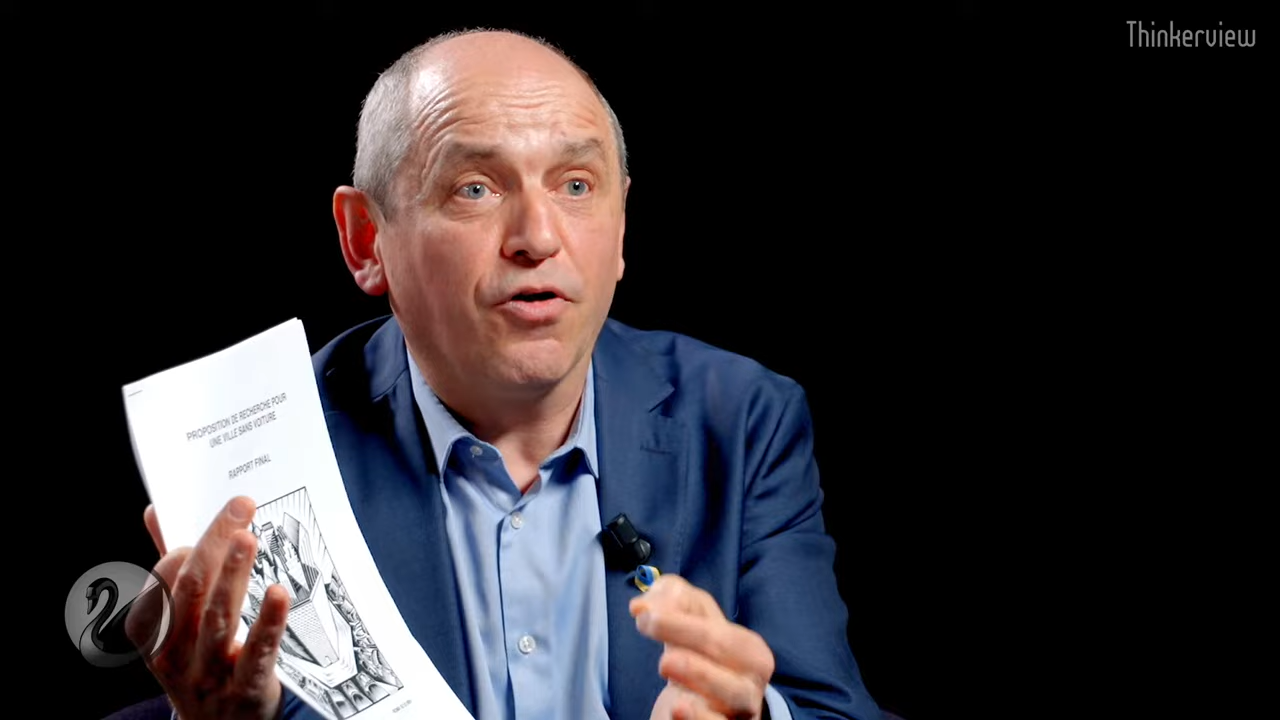 Thinkerview
PROPOSITION DE RECHERCHE POUR
UNE VILLE SANS VOITURE
RAPPORT FINAL